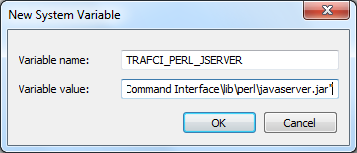 New System Variable
Variable name: TRAFCI_PERL_JSERVER
Variable value: Command Interface\lib\perl\javaserver.jar"
OK Cancel